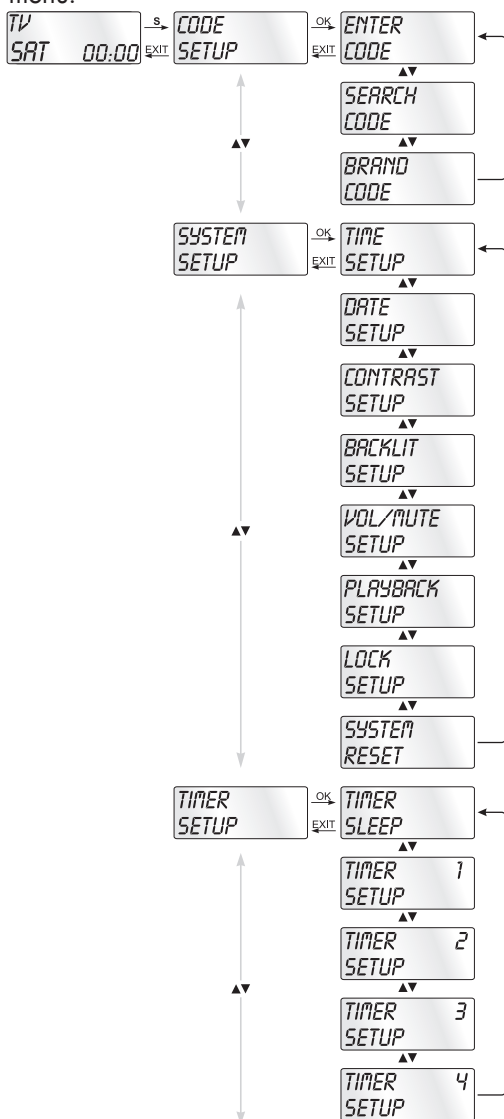 menu.
TV
SAT 00:00
S
EXIT
CODE
SETUP
OK
EXIT
ENTER
CODE
SEARCH
CODE
BRAND
CODE
SYSTEM
SETUP
OK
EXIT
TIME
SETUP
DATE
SETUP
CONTRAST
SETUP
BACKLIT
SETUP
VOL/MUTE
SETUP
PLAYBACK
SETUP
LOCK
SETUP
SYSTEM
RESET
TIMER
SETUP
OK
EXIT
TIMER
SLEEP
TIMER 1
SETUP
TIMER 2
SETUP
TIMER 3
SETUP
TIMER 4
SETUP